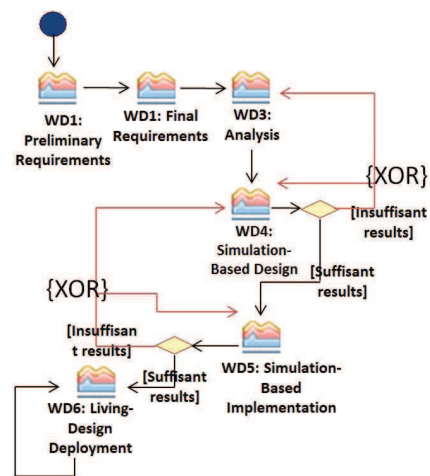 WD1:
Preliminary
Requirements
WD1: Final
Requirements
WD3:
Analysis
{XOR}
[Insuffisant
results]
WD4:
Simulation-
Based Design
[Suffisant
results]
{XOR}
[Insuffisan
t results]
WD5: Simulation-
Based
Implementation
[Suffisant
results]
WD6: Living-
Design
Deployment